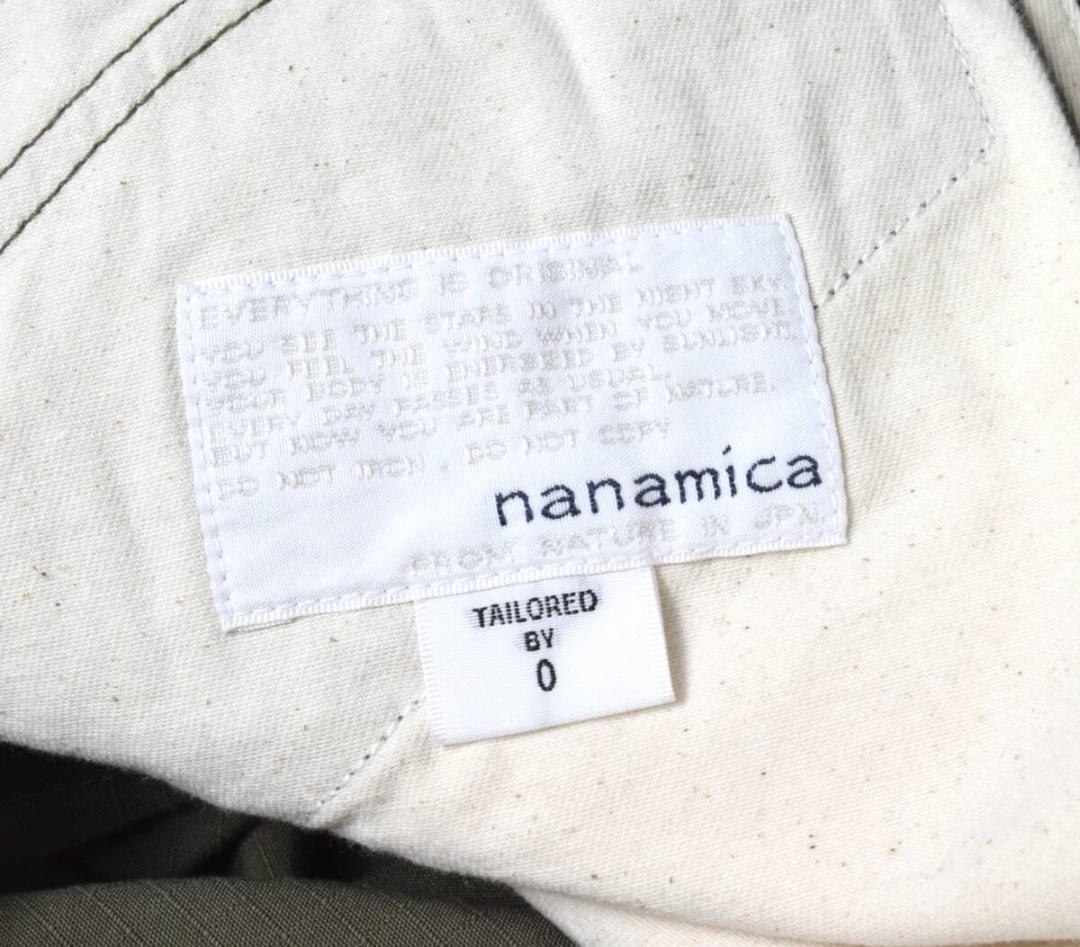 EVERYTHING IS ORIGINAL
YOU SEE THE STARS IN THE NIGHT SKY.
YOU FEEL THE WIND WHEN YOU MOVE
YOUR BODY IS ENERSEED BY SUNLIGHT.
EVERY DAY PASSES AS USUAL.
BUT NOW YOU ARE PART OF NATURE.
DO NOT IRON . DO NOT COPY
nanamica
FROM NATURE IN JPN.
TAILORED
BY
0